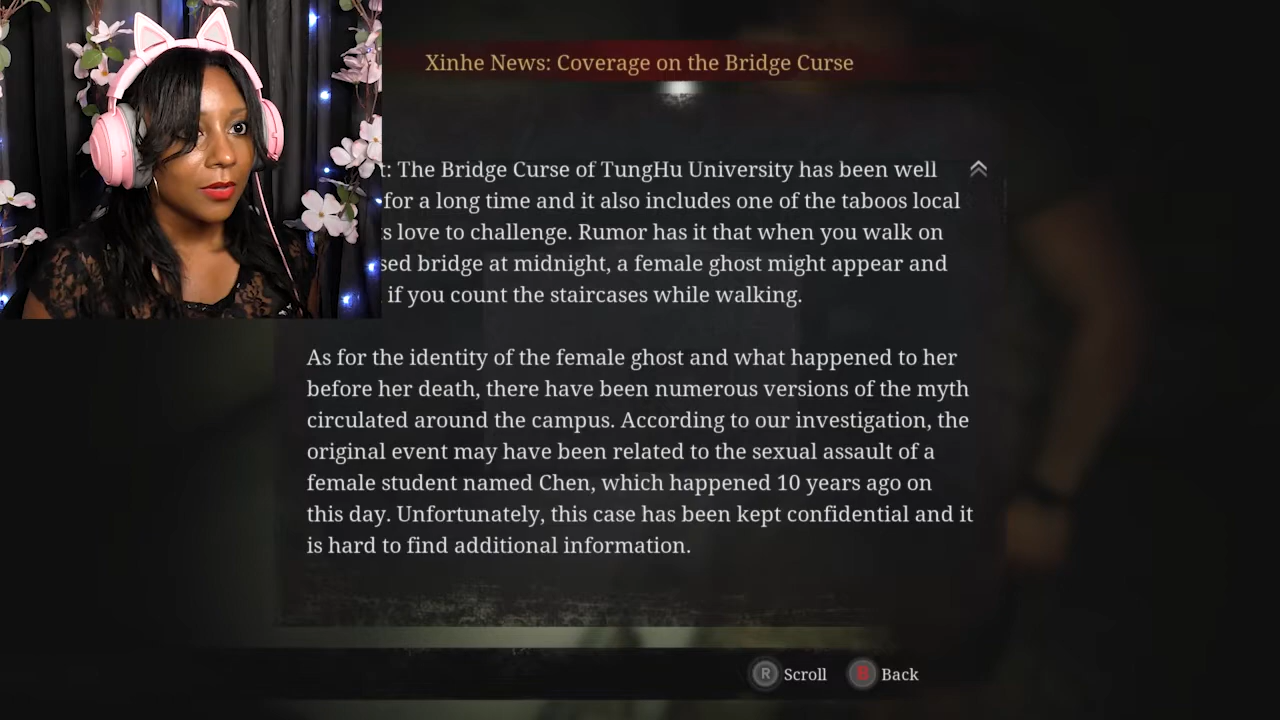 Xinhe News: Coverage on the Bridge Curse
The Bridge Curse of TungHu University has been well
for a long time and it also includes one of the taboos local
love to challenge. Rumor has it that when you walk on
bridge at midnight, a female ghost might appear and
if you count the staircases while walking.
As for the identity of the female ghost and what happened to her
before her death, there have been numerous versions of the myth
circulated around the campus. According to our investigation, the
original event may have been related to the sexual assault of a
female student named Chen, which happened 10 years ago on
this day. Unfortunately, this case has been kept confidential and it
is hard to find additional information.
R Scroll B Back